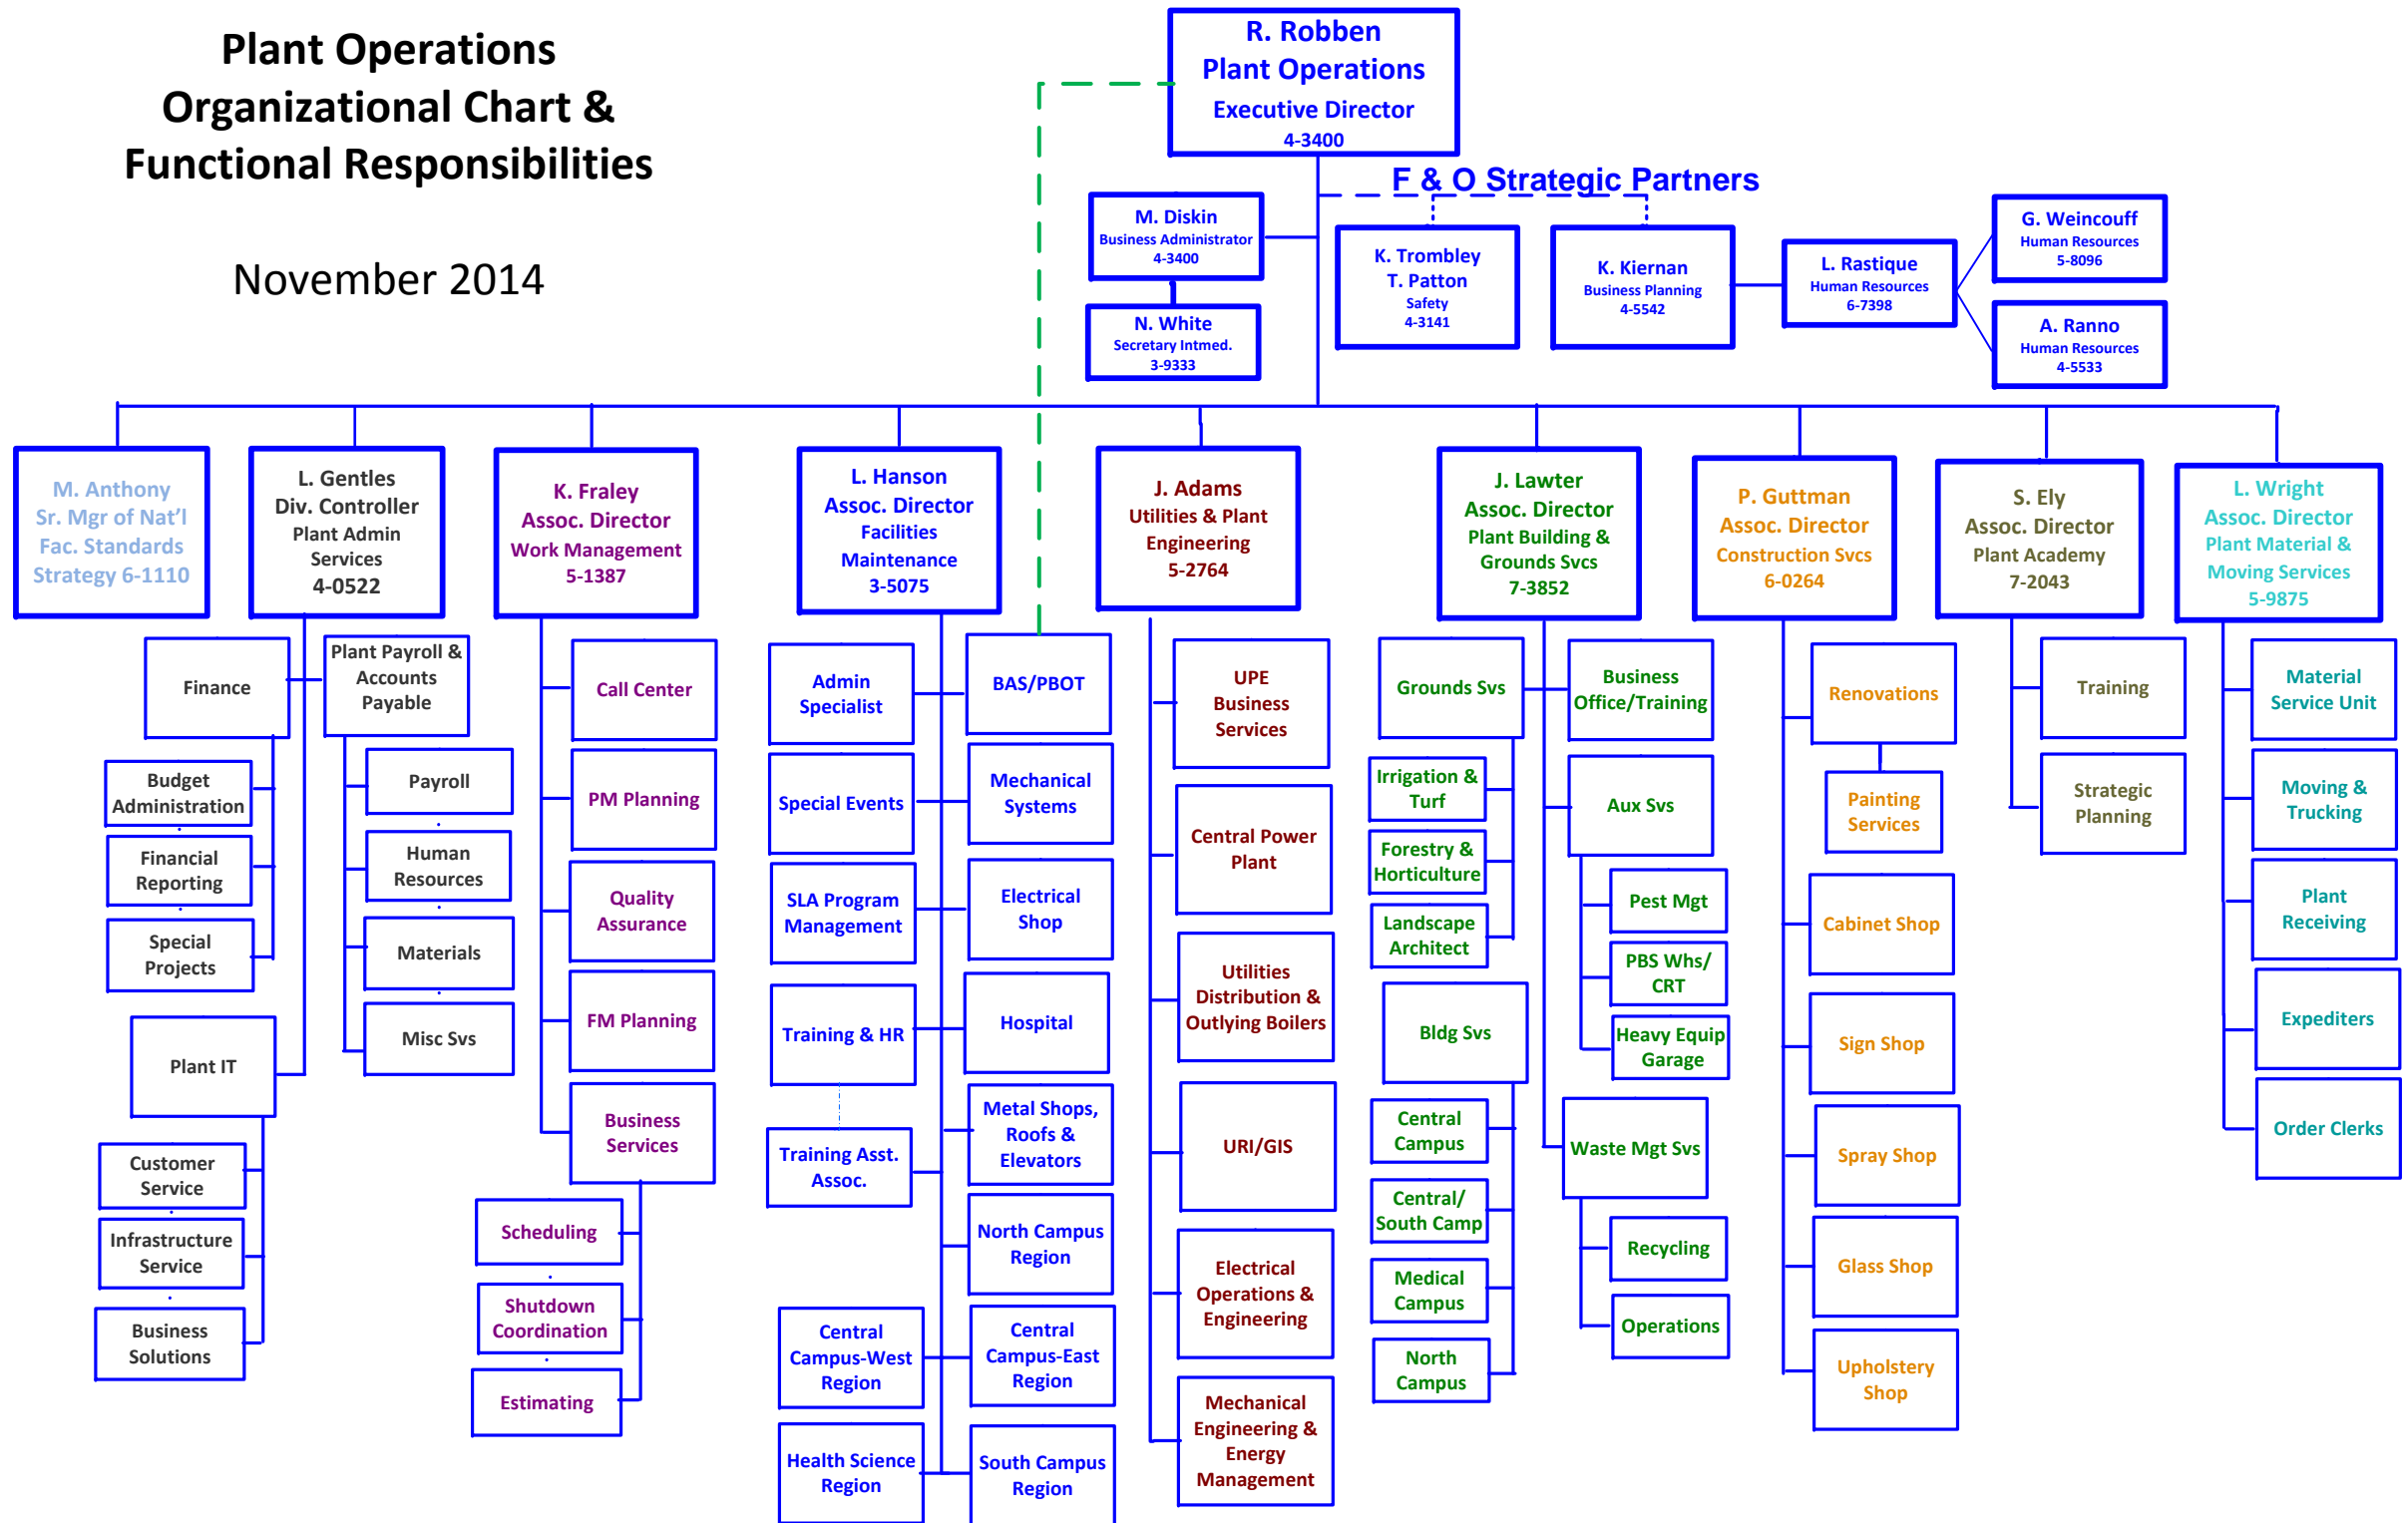 Plant Operations
Organizational Chart &
Functional Responsibilities
November 2014
R. Robben
Plant Operations
Executive Director
4-3400
F & O Strategic Partners
M. Diskin
Business Administrator
4-3400
N. White
Secretary Intmed.
3-9333
K. Trombley
T. Patton
Safety
4-3141
K. Kiernan
Business Planning
4-5542
L. Rastique
Human Resources
6-7398
G. Weincouff
Human Resources
5-8096
A. Ranno
Human Resources
4-5533
M. Anthony
Sr. Mgr of Nat’l
Fac. Standards
Strategy 6-1110
L. Gentles
Div. Controller
Plant Admin
Services
4-0522
K. Fraley
Assoc. Director
Work Management
5-1387
L. Hanson
Assoc. Director
Facilities
Maintenance
3-5075
J. Adams
Utilities & Plant
Engineering
5-2764
J. Lawter
Assoc. Director
Plant Building &
Grounds Svcs
7-3852
P. Guttman
Assoc. Director
Construction Svcs
6-0264
S. Ely
Assoc. Director
Plant Academy
7-2043
L. Wright
Assoc. Director
Plant Material &
Moving Services
5-9875
Finance
Budget
Administration
Financial
Reporting
Special
Projects
Plant IT
Customer
Service
Infrastructure
Service
Business
Solutions
Plant Payroll &
Accounts
Payable
Payroll
Human
Resources
Materials
Misc Svs
Call Center
PM Planning
Quality
Assurance
FM Planning
Business
Services
Scheduling
Shutdown
Coordination
Estimating
Admin
Specialist
Special Events
SLA Program
Management
Training & HR
Training Asst.
Assoc.
Central
Campus-West
Region
Health Science
Region
BAS/PBOT
Mechanical
Systems
Electrical
Shop
Hospital
Metal Shops,
Roofs &
Elevators
North Campus
Region
Central
Campus-East
Region
South Campus
Region
UPE
Business
Services
Central Power
Plant
Utilities
Distribution &
Outlying Boilers
URI/GIS
Electrical
Operations &
Engineering
Mechanical
Engineering &
Energy
Management
Grounds Svs
Irrigation &
Turf
Forestry &
Horticulture
Landscape
Architect
Bldg Svs
Central
Campus
Central/
South Camp
Medical
Campus
North
Campus
Business
Office/Training
Aux Svs
Pest Mgt
PBS Whs/
CRT
Heavy Equip
Garage
Waste Mgt Svs
Recycling
Operations
Renovations
Painting
Services
Cabinet Shop
Sign Shop
Spray Shop
Glass Shop
Upholstery
Shop
Training
Strategic
Planning
Material
Service Unit
Moving &
Trucking
Plant
Receiving
Expediters
Order Clerks